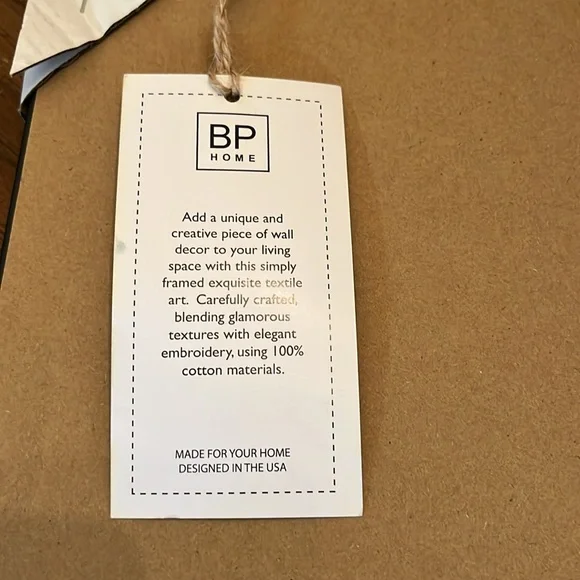 BP
HOME
Add a unique and
creative piece of wall
decor to your living
space with this simply
framed exquisite textile
art. Carefully crafted,
blending glamorous
textures with elegant
embroidery, using 100%
cotton materials.
MADE FOR YOUR HOME
DESIGNED IN THE USA